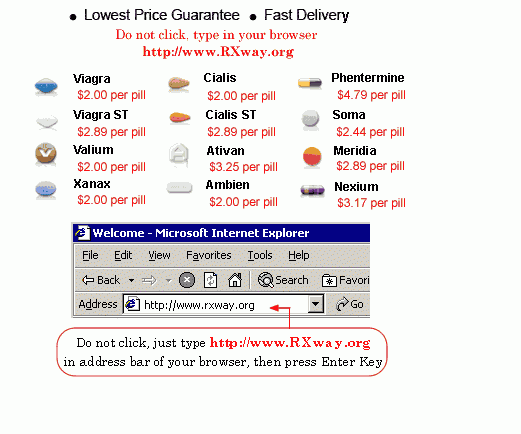 • Lowest Price Guarantee • Fast Delivery
Do not click, type in your browser
http://www.RXway.org
Viagra Cialis Phentermine
$2.00 per pill $2.00 per pill $4.79 per pill
Viagra ST Cialis ST Soma
$2.89 per pill $2.89 per pill $2.44 per pill
Valium Ativan Meridia
$2.00 per pill $3.25 per pill $2.89 per pill
Xanax Ambien Nexium
$2.00 per pill $2.00 per pill $3.17 per pill
Welcome - Microsoft Internet Explorer
File Edit View Favorites Tools Help
Back Search Favori
Address http://www.rxway.org Go
Do not click, just type http://www.RXway.org
in address bar of your browser, then press Enter Key